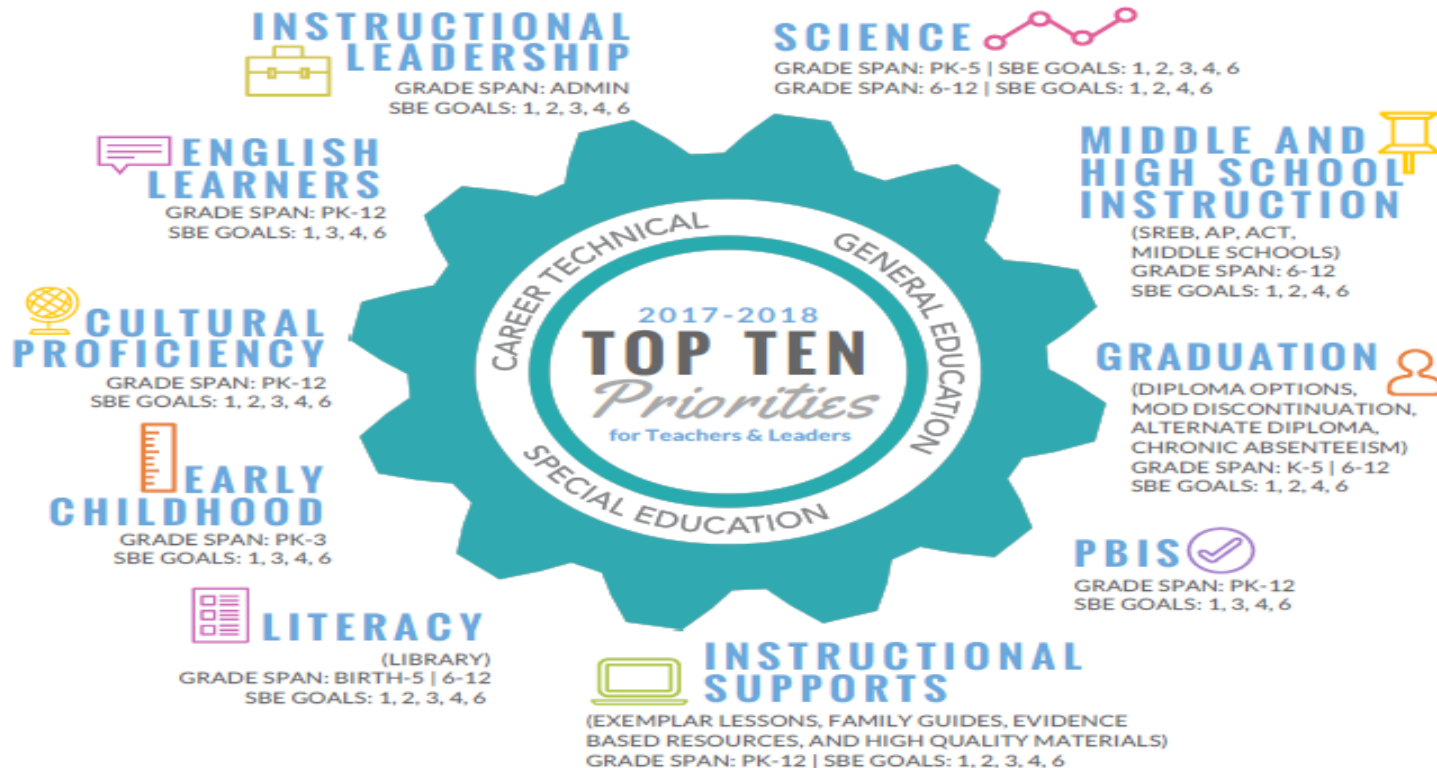 INSTRUCTIONAL
LEADERSHIP
GRADE SPAN: ADMIN
SBE GOALS: 1, 2, 3, 4, 6
SCIENCE
GRADE SPAN: PK-5 | SBE GOALS: 1, 2, 3, 4, 6
GRADE SPAN: 6-12 | SBE GOALS: 1, 2, 4, 6
ENGLISH
LEARNERS
GRADE SPAN: PK-12
SBE GOALS: 1, 3, 4, 6
MIDDLE AND
HIGH SCHOOL
INSTRUCTION
(SREB, AP, ACT,
MIDDLE SCHOOLS)
GRADE SPAN: 6-12
SBE GOALS: 1, 2, 4, 6
CAREER TECHNICAL
GENERAL EDUCATION
SPECIAL EDUCATION
2017-2018
TOP TEN
Priorities
for Teachers & Leaders
CULTURAL
PROFICIENCY
GRADE SPAN: PK-12
SBE GOALS: 1, 2, 3, 4, 6
GRADUATION
(DIPLOMA OPTIONS,
MOD DISCONTINUATION,
ALTERNATE DIPLOMA,
CHRONIC ABSENTEEISM)
GRADE SPAN: K-5 | 6-12
SBE GOALS: 1, 2, 4, 6
EARLY
CHILDHOOD
GRADE SPAN: PK-3
SBE GOALS: 1, 3, 4, 6
PBIS
GRADE SPAN: PK-12
SBE GOALS: 1, 3, 4, 6
LITERACY
(LIBRARY)
GRADE SPAN: BIRTH-5 | 6-12
SBE GOALS: 1, 2, 3, 4, 6
INSTRUCTIONAL
SUPPORTS
(EXEMPLAR LESSONS, FAMILY GUIDES, EVIDENCE
BASED RESOURCES, AND HIGH QUALITY MATERIALS)
GRADE SPAN: PK-12 | SBE GOALS: 1, 2, 3, 4, 6